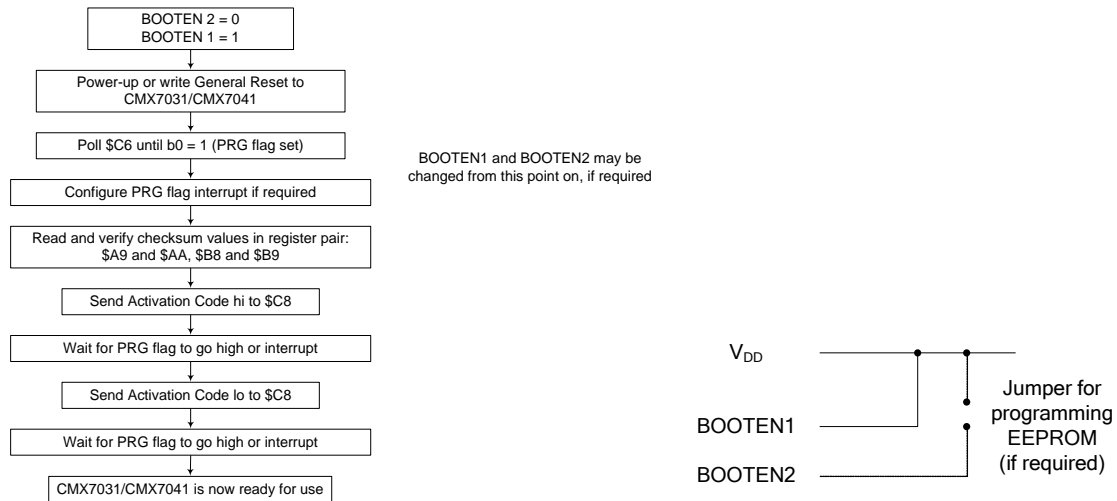 BOOTEN 2 = 0
BOOTEN 1 = 1
Power-up or write General Reset to
CMX7031/CMX7041
Poll $C6 until b0 = 1 (PRG flag set)
BOOTEN1 and BOOTEN2 may be
changed from this point on, if required
Configure PRG flag interrupt if required
Read and verify checksum values in register pair:
$A9 and $AA, $B8 and $B9
Send Activation Code hi to $C8
Wait for PRG flag to go high or interrupt
Send Activation Code lo to $C8
Wait for PRG flag to go high or interrupt
CMX7031/CMX7041 is now ready for use
VDD
BOOTEN1
BOOTEN2
Jumper for
programming
EEPROM
(if required)